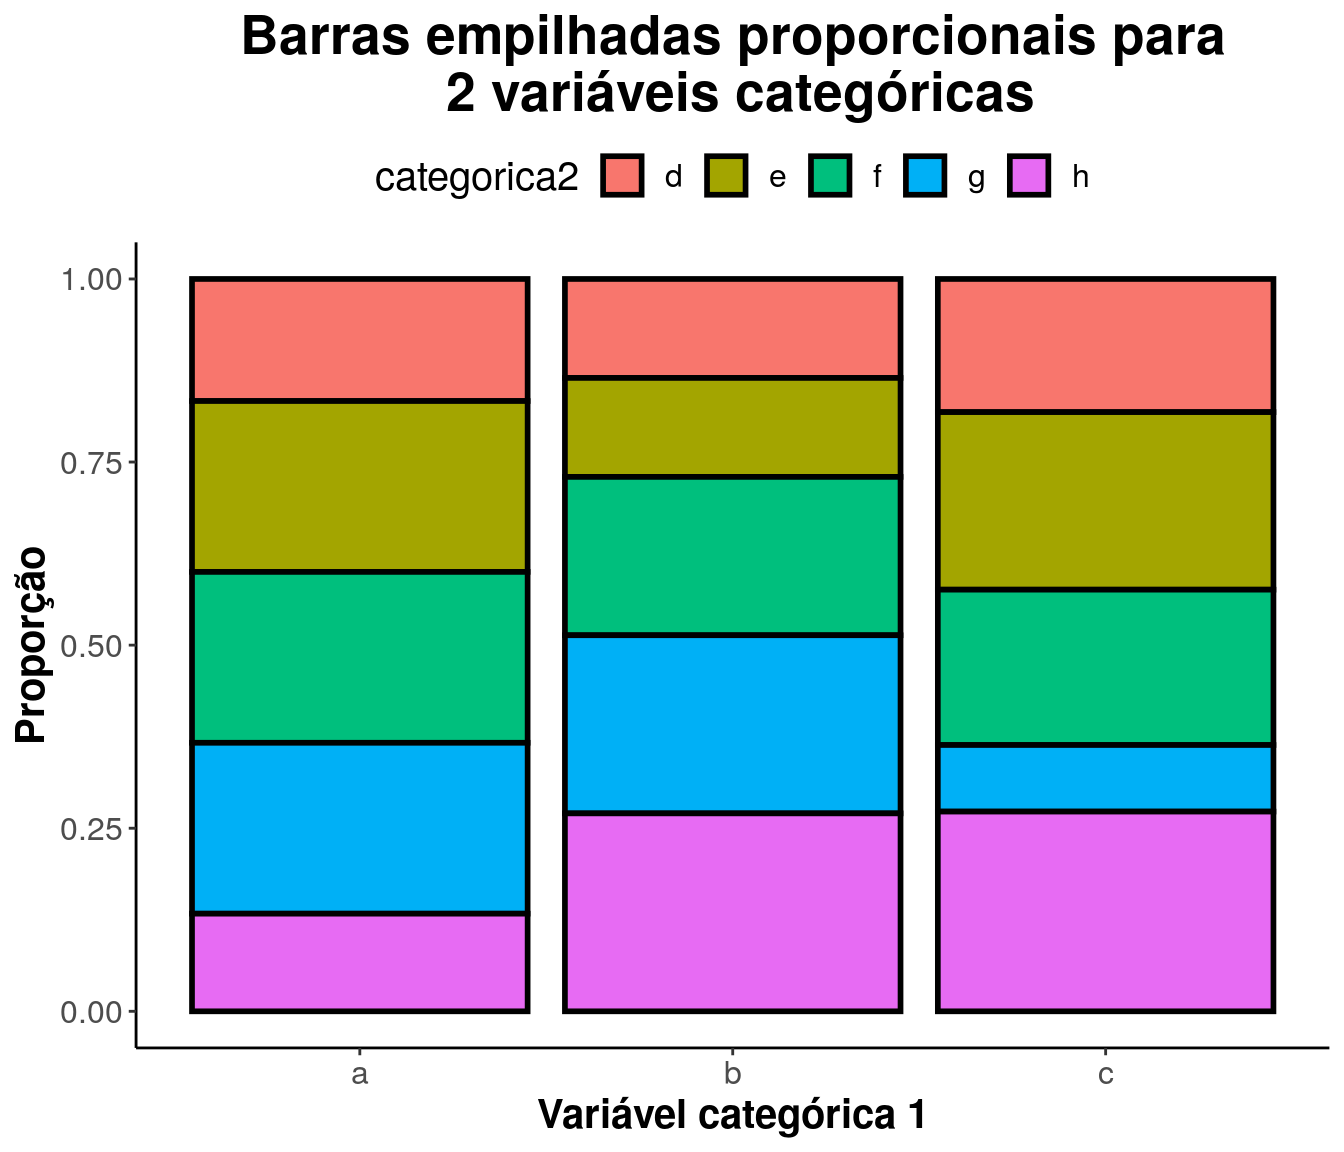 Barras empilhadas proporcionais para
2 variáveis categóricas
categorica2 d e f g h
1.00
0.75
0.50
0.25
0.00
Proporção
a b c
Variável categórica 1